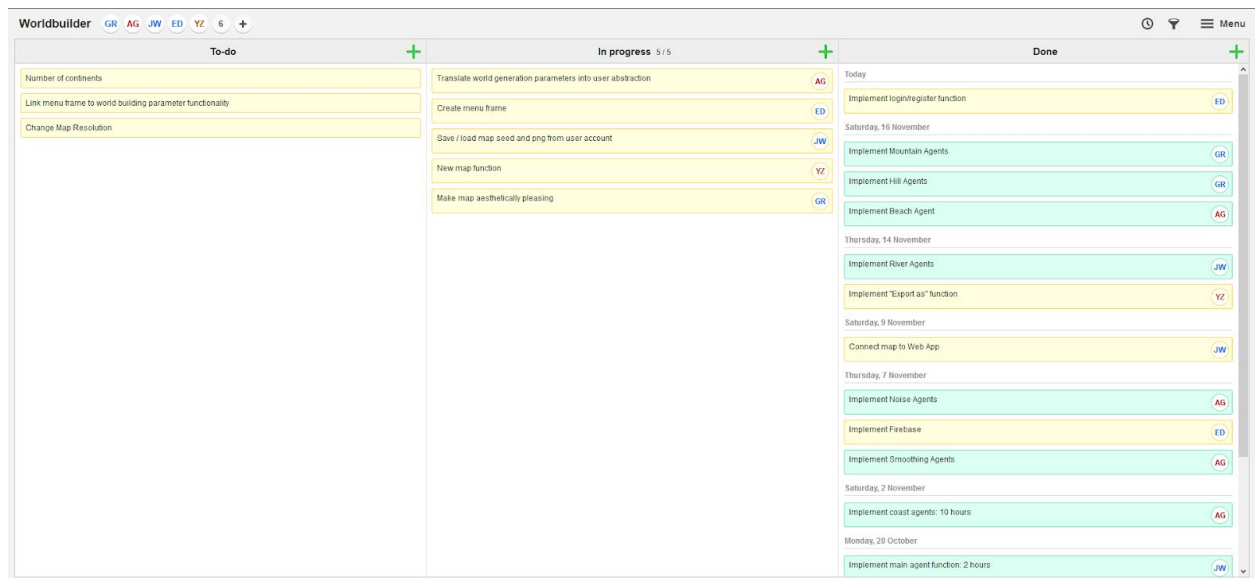 Worldbuilder GR AG JW ED YZ 6 + Menu
To-do
In progress 5/5
Done
Number of continents
Link menu frame to world building parameter functionality
Change Map Resolution
Translate world generation parameters into user abstraction AG
Create menu frame ED
Save / load map seed and png from user account JW
New map function YZ
Make map aesthetically pleasing GR
Today
Implement login/register function ED
Saturday, 16 November
Implement Mountain Agents GR
Implement Hill Agents GR
Implement Beach Agent AG
Thursday, 14 November
Implement River Agents JW
Implement "Export as" function YZ
Saturday, 9 November
Connect map to Web App JW
Thursday, 7 November
Implement Noise Agents AG
Implement Firebase ED
Implement Smoothing Agents AG
Saturday, 2 November
Implement coast agents: 10 hours AG
Monday, 28 October
Implement main agent function: 2 hours JW